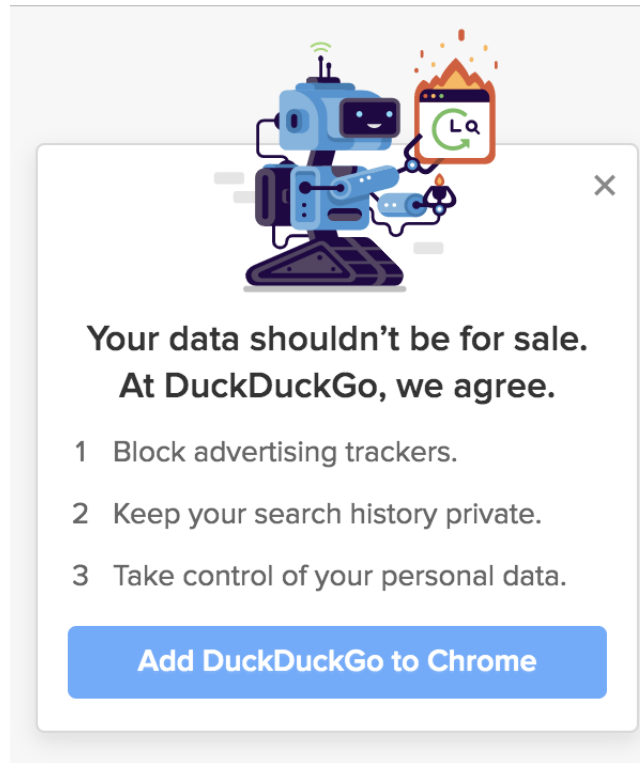 Your data shouldn’t be for sale.
At DuckDuckGo, we agree.
1 Block advertising trackers.
2 Keep your search history private.
3 Take control of your personal data.
Add DuckDuckGo to Chrome